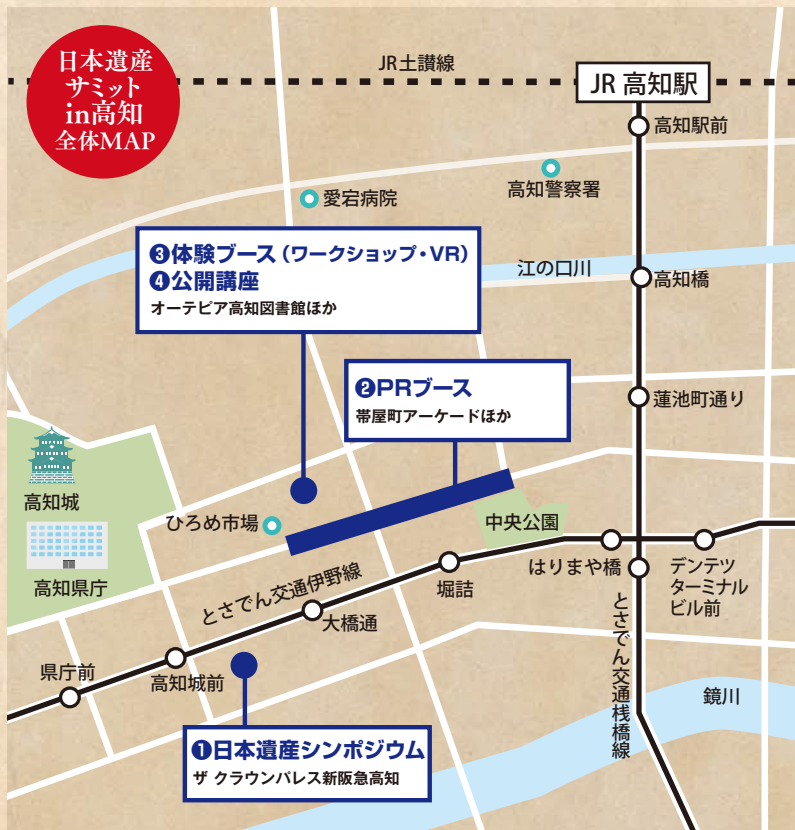 日本遺産
サミット
in高知
全体MAP
JR土讃線
JR 高知駅
高知駅前
高知警察署
愛宕病院
❸体験ブース（ワークショップ・VR）
❹公開講座
オーテピア高知図書館ほか
江の口川
高知橋
❷PRブース
帯屋町アーケードほか
蓮池町通り
高知城
ひろめ市場
中央公園
高知県庁
はりまや橋
デンテツ
ターミナル
ビル前
堀詰
とさでん交通伊野線
大橋通
とさでん交通桟橋線
県庁前
高知城前
鏡川
❶日本遺産シンポジウム
ザ クラウンパレス新阪急高知